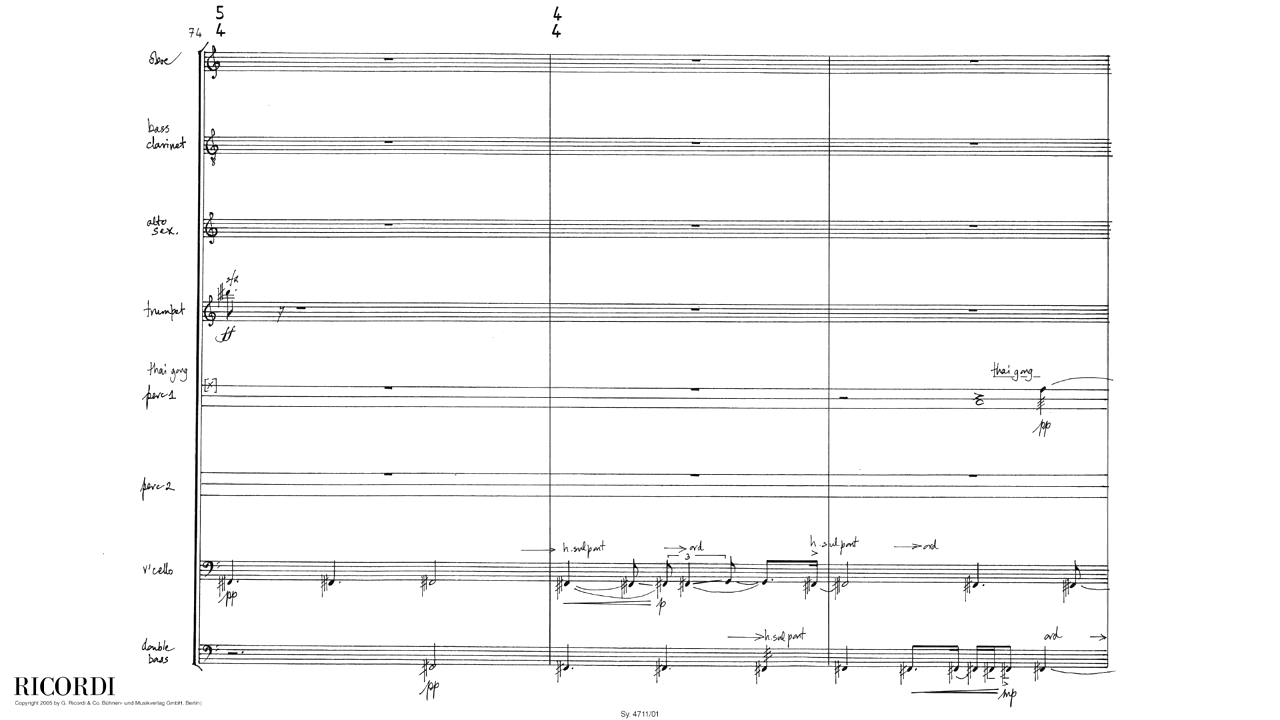 5 4
4 4
74
oboe
bass
clarinet
alto
sax.
sfz
trumpet
ff
thai gong
thai gong
perc 1
pp
perc 2
h. sul pont
ord
h. sul pont
ord
3
v'cello
pp
p
h. sul pont
ord
double
bass
pp
mp
RICORDI
Copyright 2005 by G. Ricordi & Co. Bühnen- und Musikverlag GmbH, Berlin)
Sy. 4711/01